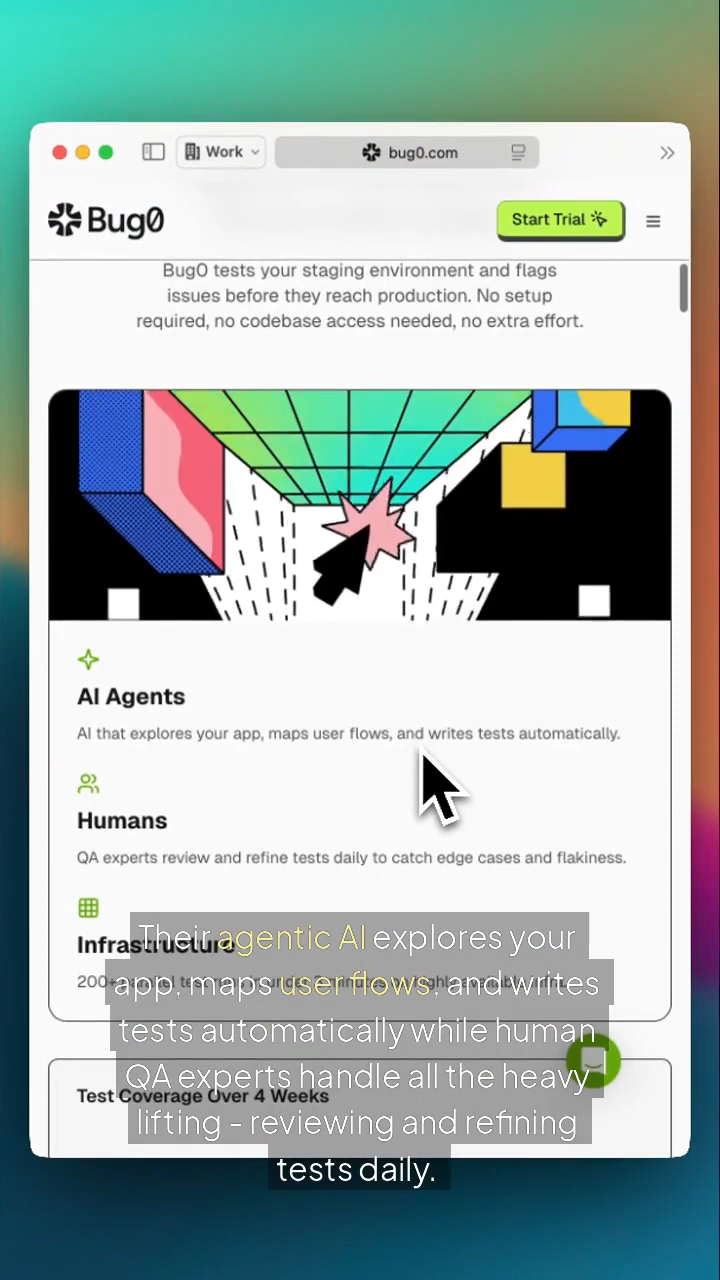 Work
bug0.com
Bug0
Start Trial
Bug0 tests your staging environment and flags
issues before they reach production. No setup
required, no codebase access needed, no extra effort.
AI Agents
AI that explores your app, maps user flows, and writes tests automatically.
Humans
QA experts review and refine tests daily to catch edge cases and flakiness.
Infrastructure
200+ parallel test runs
Their agentic AI explores your
app, maps user flows, and writes
tests automatically while human
QA experts handle all the heavy
lifting - reviewing and refining
tests daily.
Test Coverage Over 4 Weeks